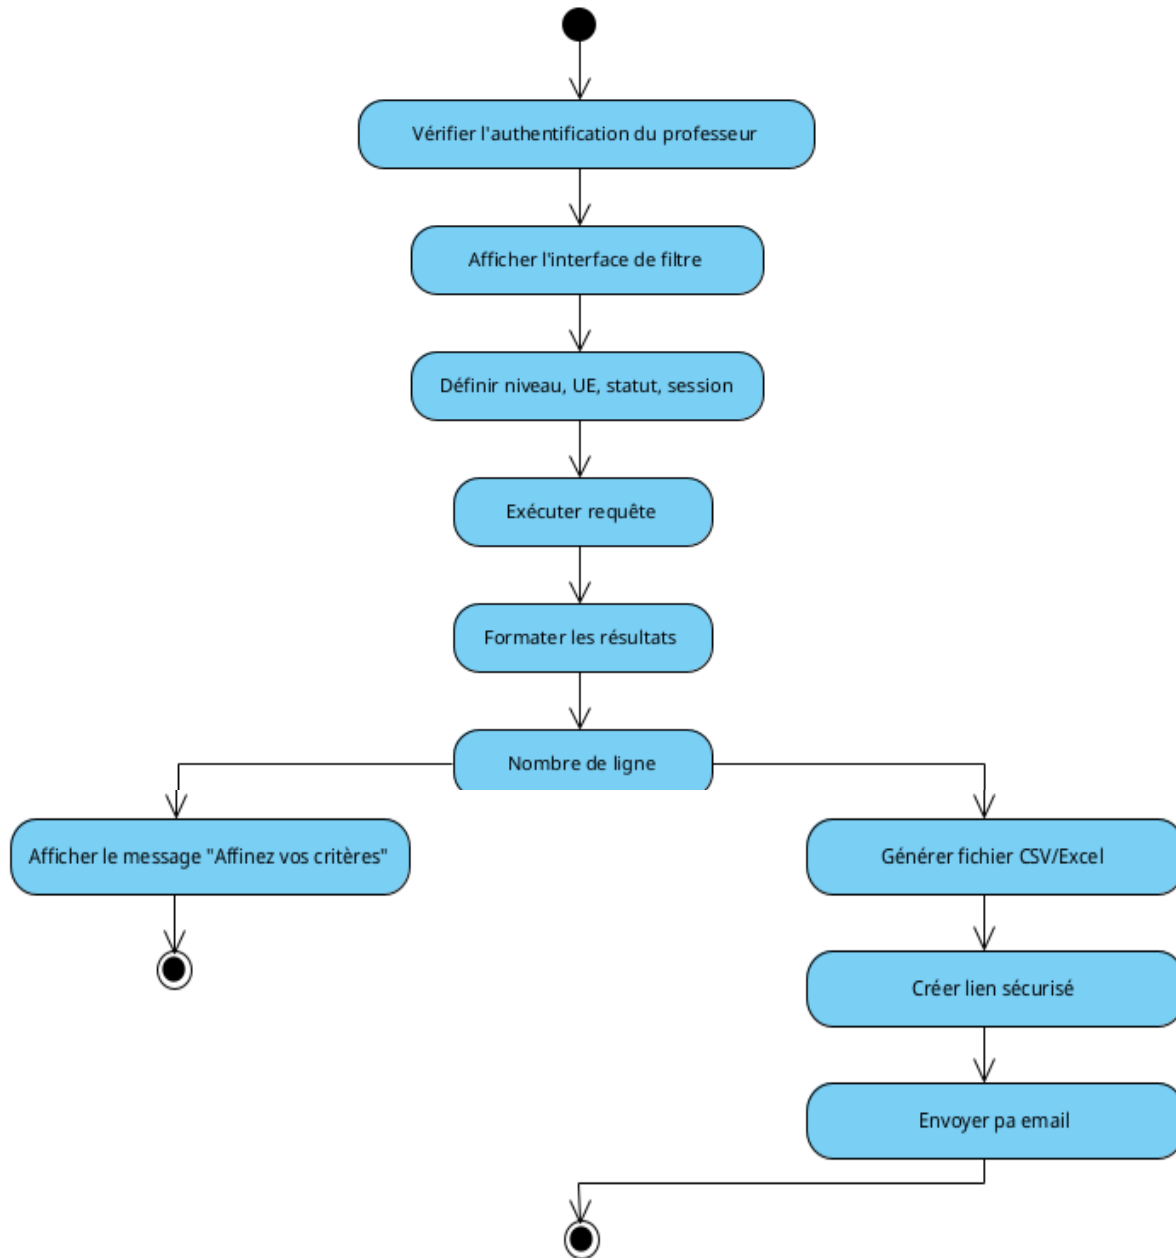 Vérifier l'authentification du professeur
Afficher l'interface de filtre
Définir niveau, UE, statut, session
Exécuter requête
Formater les résultats
Nombre de ligne
Afficher le message "Affinez vos critères"
Générer fichier CSV/Excel
Créer lien sécurisé
Envoyer pa email